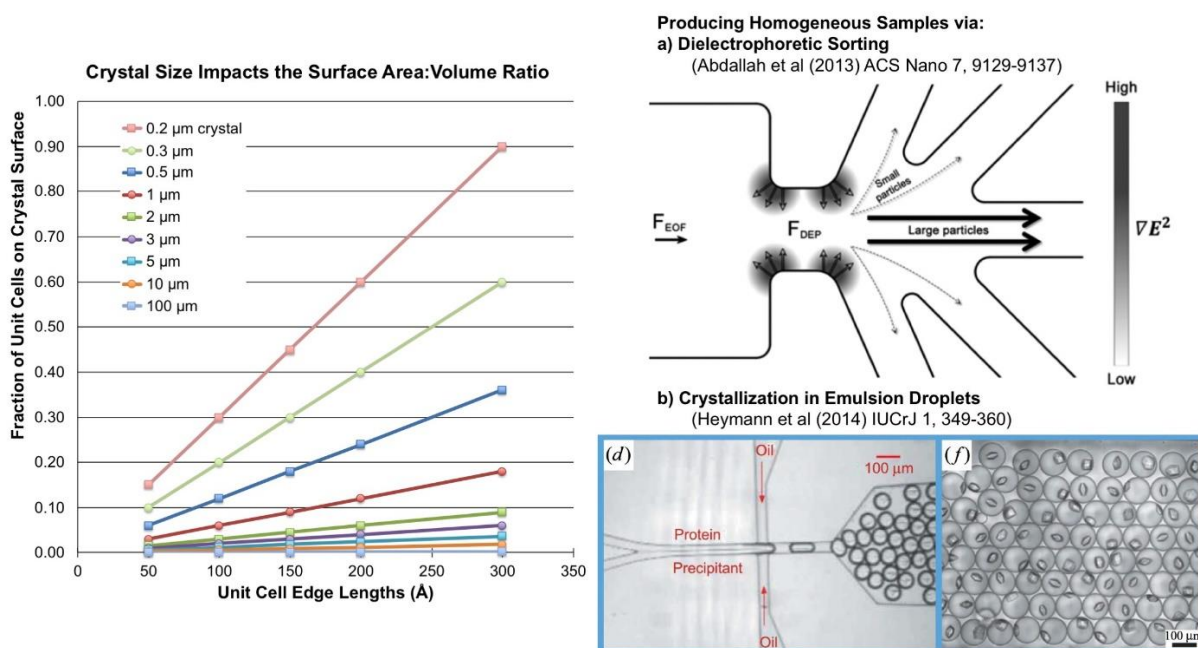 Crystal Size Impacts the Surface Area:Volume Ratio
Fraction of Unit Cells on Crystal Surface
1.00
0.90
0.80
0.70
0.60
0.50
0.40
0.30
0.20
0.10
0.00
0.2 µm crystal
0.3 µm
0.5 µm
1 µm
2 µm
3 µm
5 µm
10 µm
100 µm
0
50
100
150
200
250
300
350
Unit Cell Edge Lengths (Å)
Producing Homogeneous Samples via:
a) Dielectrophoretic Sorting
(Abdallah et al (2013) ACS Nano 7, 9129-9137)
F_EOF
F_DEP
Small
particles
Large particles
High
∇E²
Low
b) Crystallization in Emulsion Droplets
(Heymann et al (2014) IUCrJ 1, 349-360)
(d)
Oil
100 µm
Protein
Precipitant
Oil
(f)
100 µm